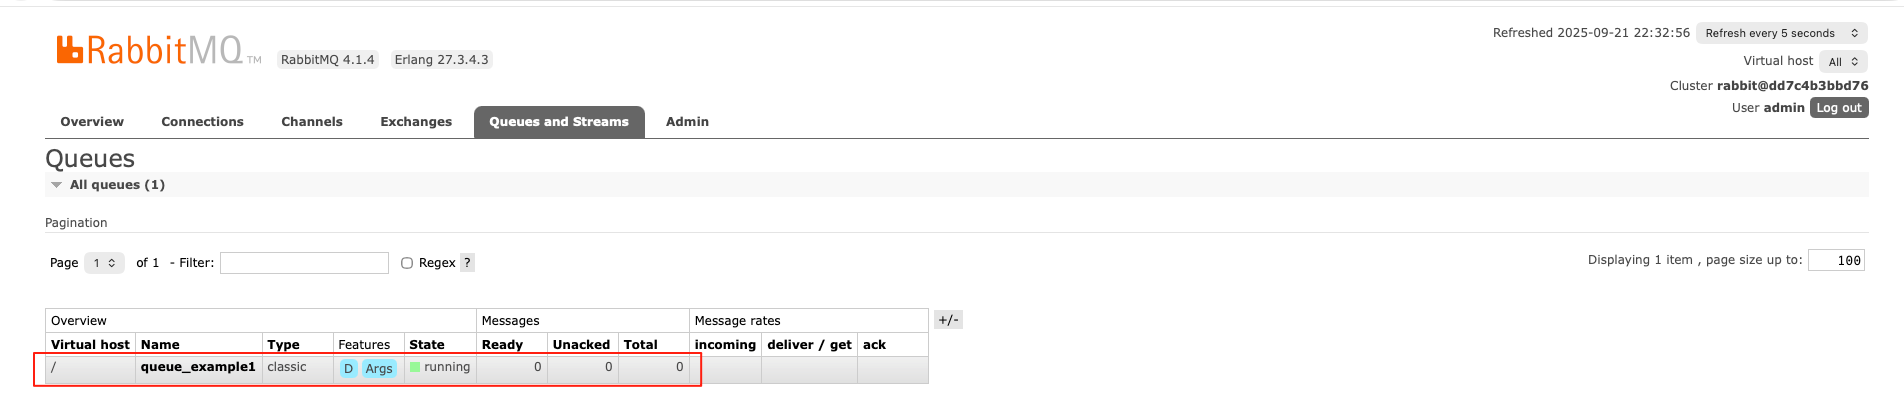 Refreshed 2025-09-21 22:32:56 Refresh every 5 seconds
RabbitMQ TM RabbitMQ 4.1.4 Erlang 27.3.4.3
Virtual host All
Cluster rabbit@dd7c4b3bbd76
User admin Log out
Overview Connections Channels Exchanges Queues and Streams Admin
Queues
All queues (1)
Pagination
Page 1 of 1 - Filter: Regex ? Displaying 1 item , page size up to: 100
Overview Messages Message rates +/-
Virtual host Name Type Features State Ready Unacked Total incoming deliver / get ack
/ queue_example1 classic D Args running 0 0 0